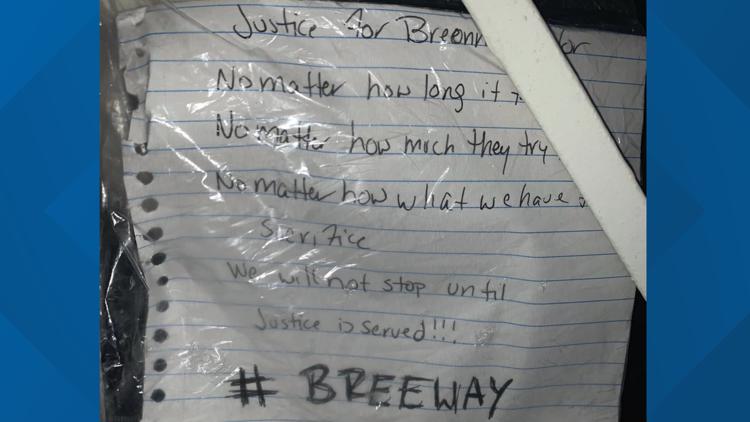 Justice for
No matter how long it
No matter how much they try
No matter how what we have
Sacrifice
We will not stop until
Justice is served!!!
# BREEWAY